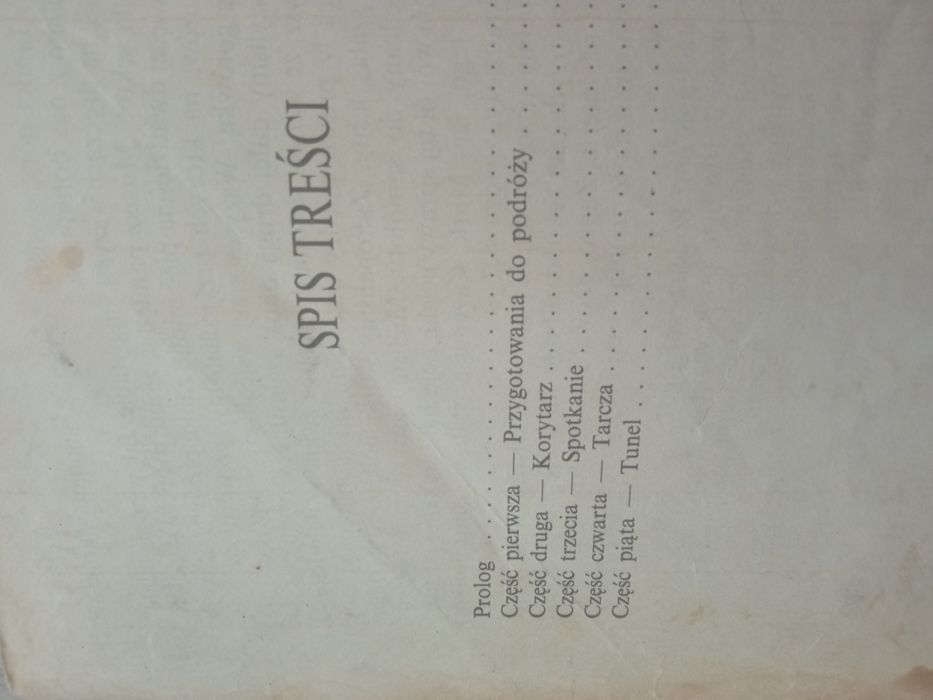 SPIS TREŚCI
Prolog . . . . . . . . . . . . . . . . . . . . . . . . . .
Część pierwsza — Przygotowania do podróży . . . . . . . .
Część druga — Korytarz . . . . . . . . . . . . . . . . . .
Część trzecia — Spotkanie . . . . . . . . . . . . . . . . .
Część czwarta — Tarcza . . . . . . . . . . . . . . . . . .
Część piąta — Tunel . . . . . . . . . . . . . . . . . . . .